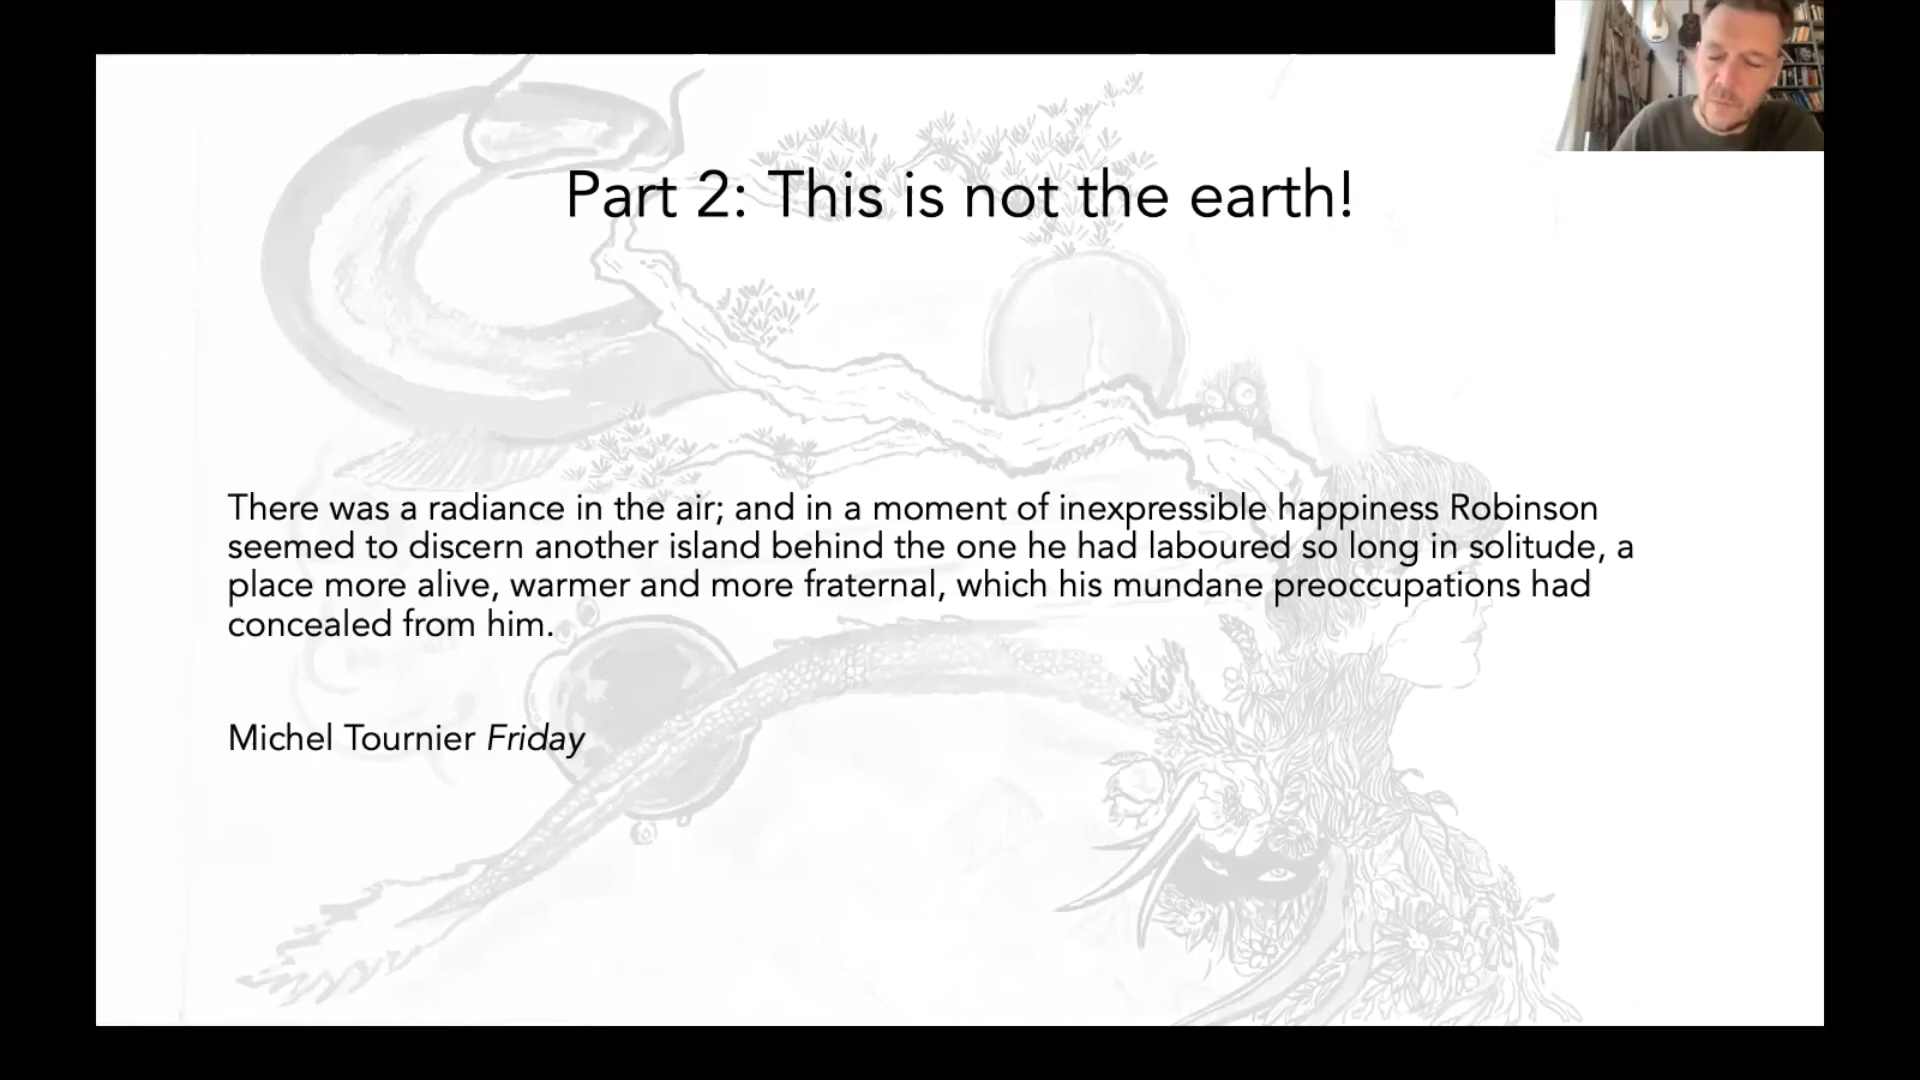 Part 2: This is not the earth!
There was a radiance in the air; and in a moment of inexpressible happiness Robinson
seemed to discern another island behind the one he had laboured so long in solitude, a
place more alive, warmer and more fraternal, which his mundane preoccupations had
concealed from him.
Michel Tournier Friday